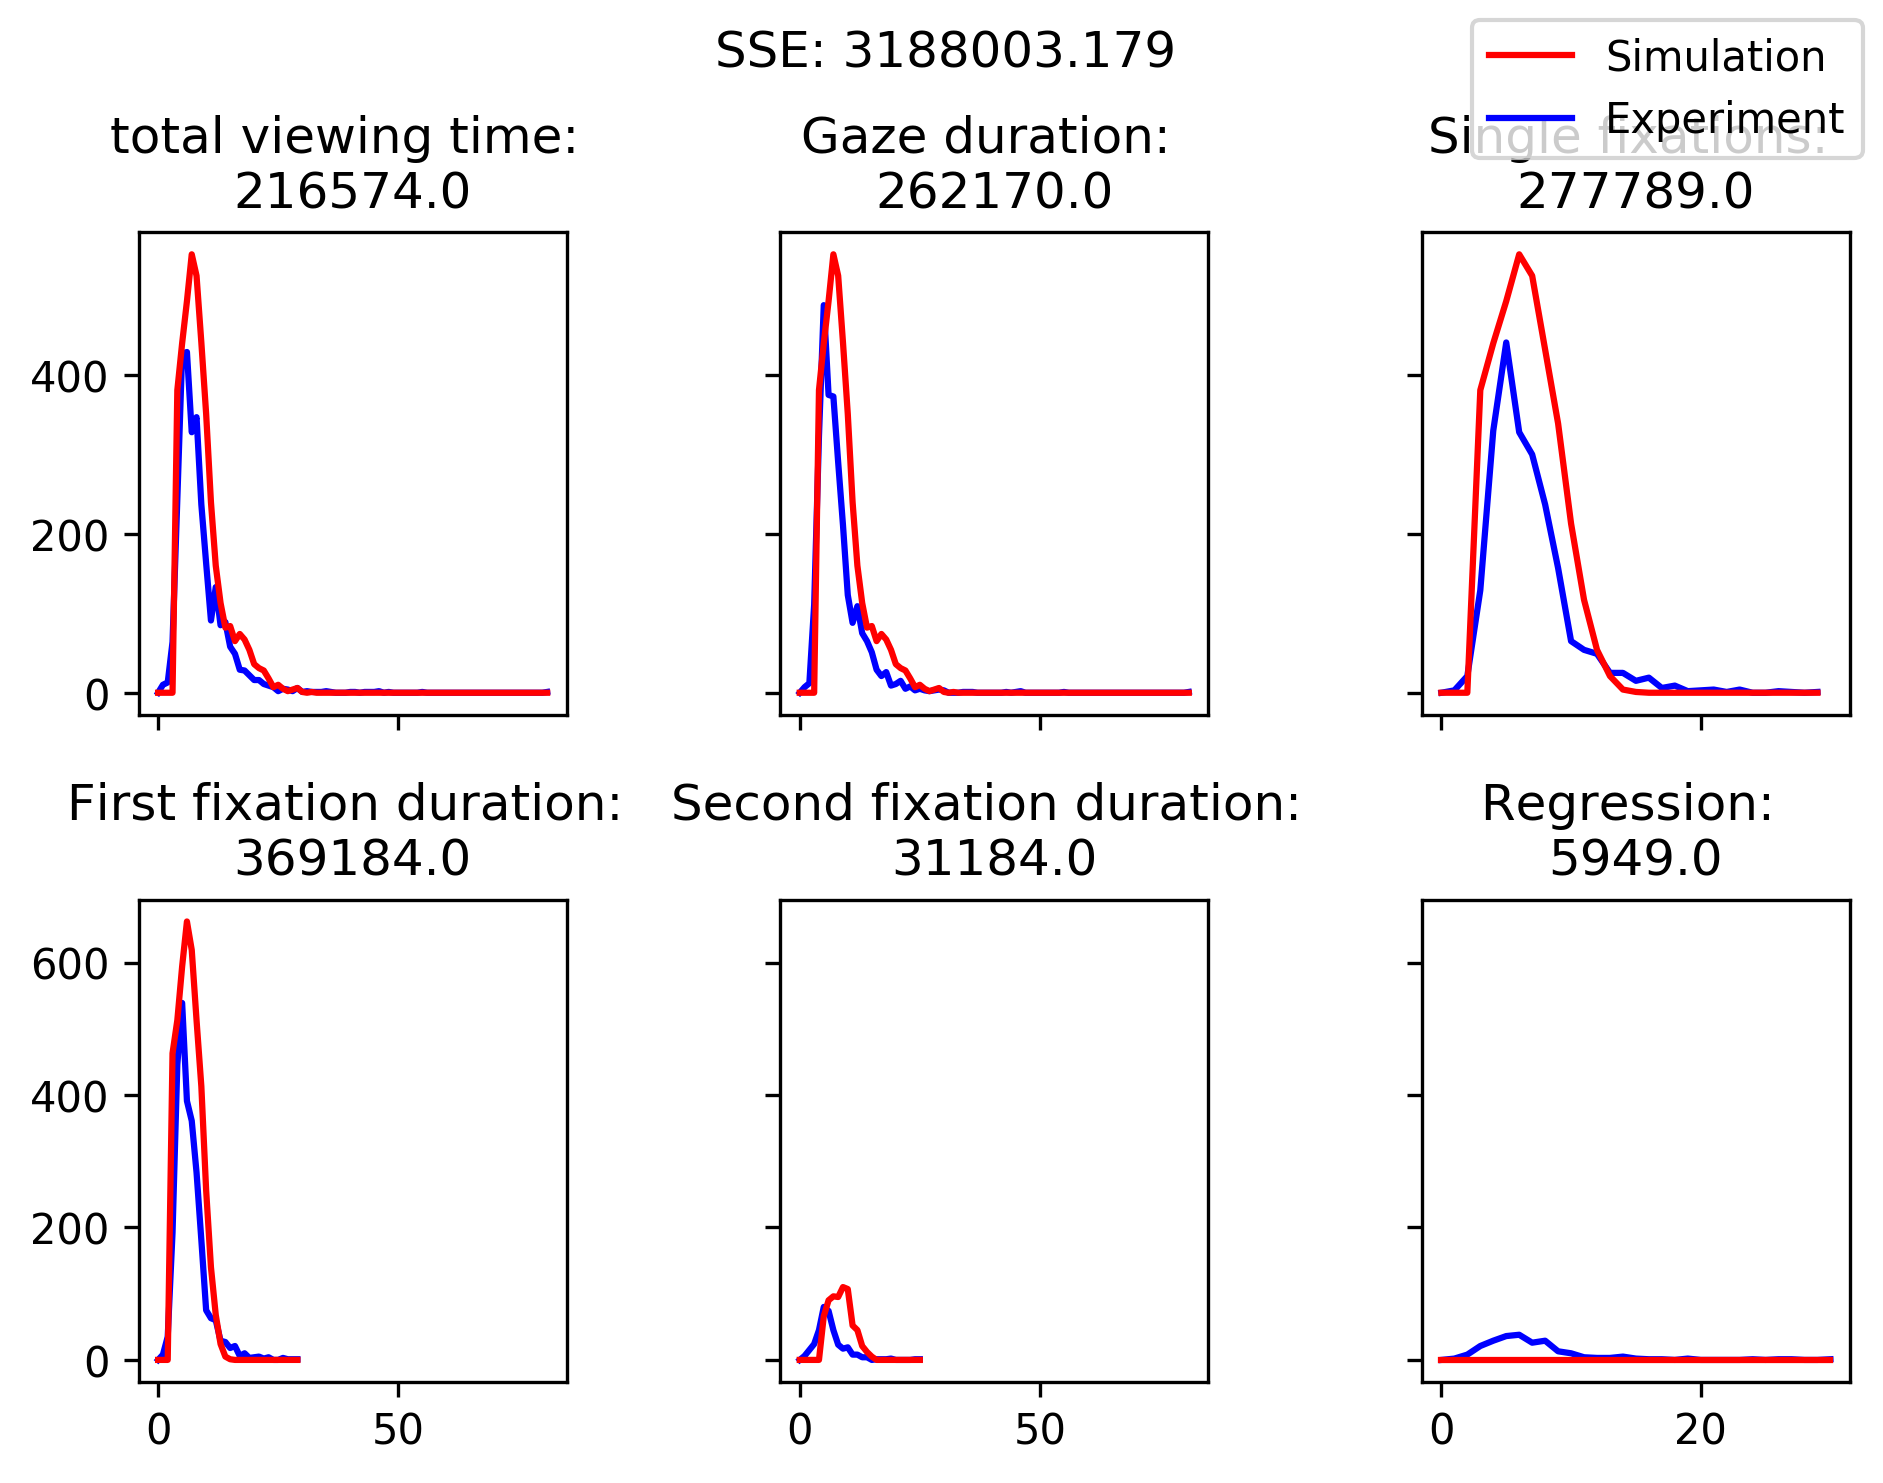 SSE: 3188003.179
Simulation
Experiment
total viewing time:
216574.0
Gaze duration:
262170.0
Single fixations:
277789.0
400
200
0
First fixation duration:
369184.0
Second fixation duration:
31184.0
Regression:
5949.0
600
400
200
0
0 50
0 50
0 20